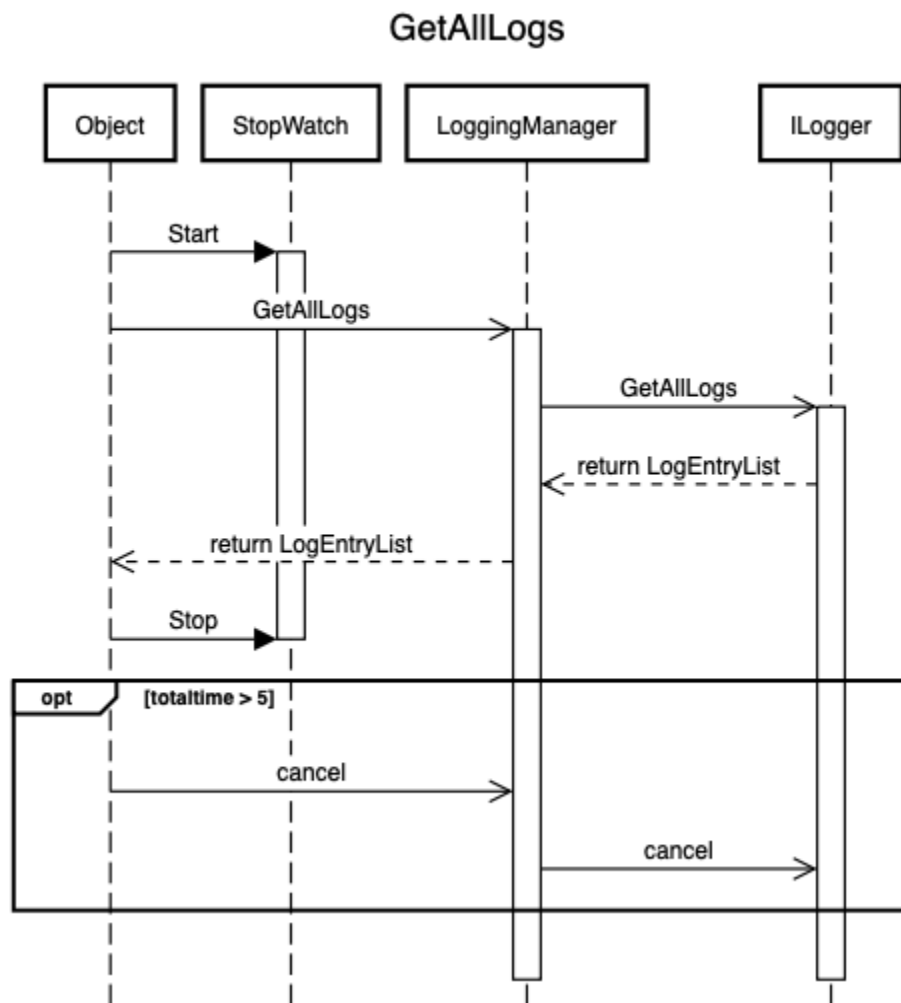 GetAllLogs
Object
StopWatch
LoggingManager
ILogger
Start
GetAllLogs
GetAllLogs
return LogEntryList
return LogEntryList
Stop
opt
[totaltime > 5]
cancel
cancel